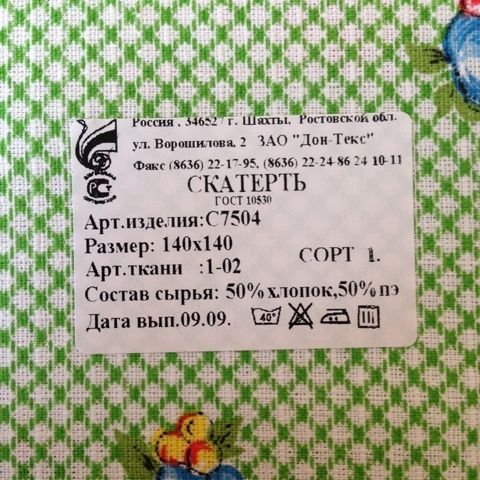 Россия , 34652 г. Шахты, Ростовской обл.
ул. Ворошилова, 2 ЗАО "Дон-Текс"
Факс (8636) 22-17-95, (8636) 22-24-86 24 10-11
СКАТЕРТЬ
ГОСТ 10530
Арт.изделия:С7504
Размер: 140х140
СОРТ 1.
Арт.ткани :1-02
Состав сырья: 50% хлопок,50% пэ
Дата вып.09.09.
40°